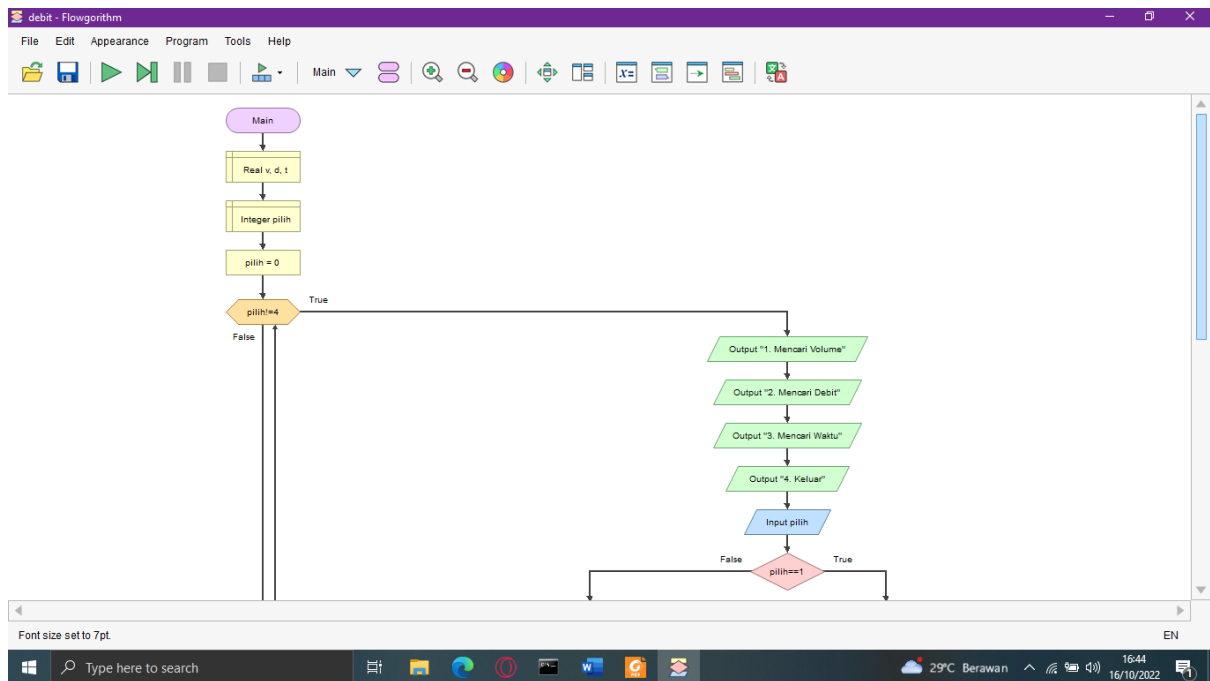 debit - Flowgorithm
File Edit Appearance Program Tools Help
Main
Main
Real v, d, t
Integer pilih
pilih = 0
True
pilih!=4
False
Output "1. Mencari Volume"
Output "2. Mencari Debit"
Output "3. Mencari Waktu"
Output "4. Keluar"
Input pilih
False True
pilih==1
Font size set to 7pt. EN
Type here to search
29°C Berawan
16:44
16/10/2022